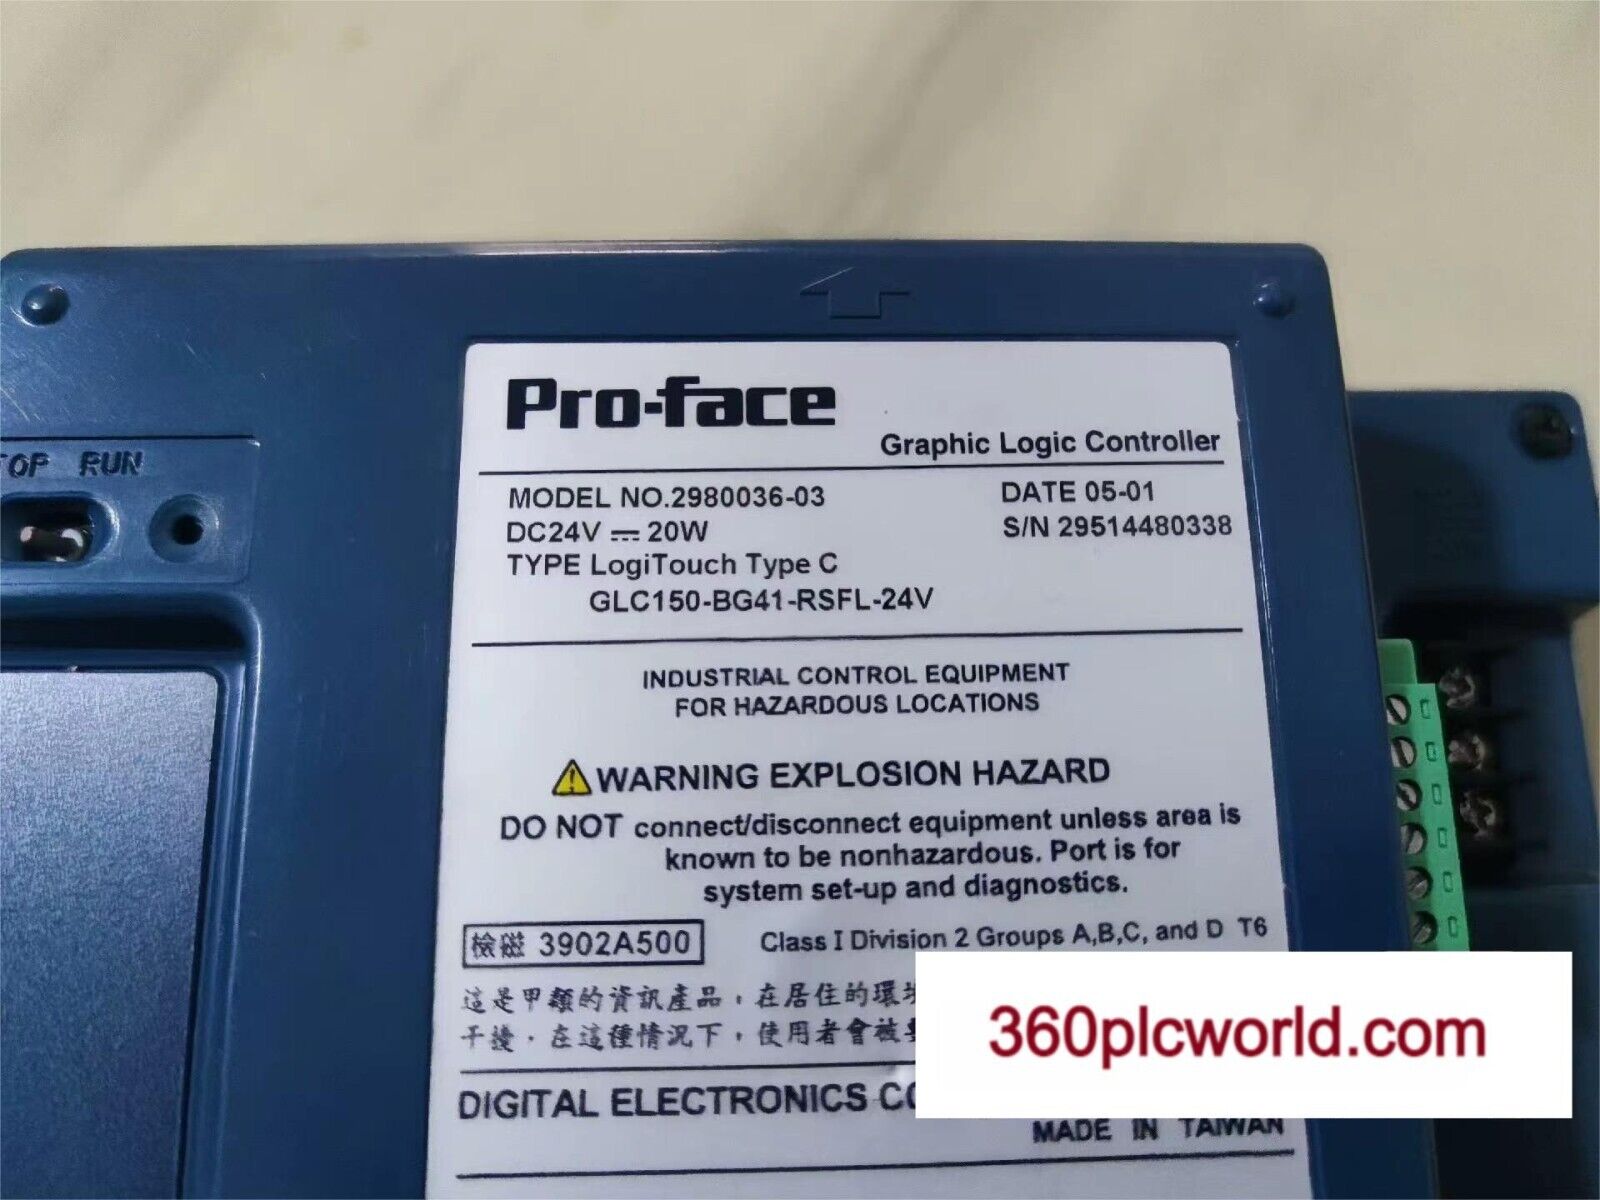 Pro-face
Graphic Logic Controller
MODEL NO.2980036-03
DATE 05-01
DC24V ⎓ 20W
S/N 29514480338
TYPE LogiTouch Type C
GLC150-BG41-RSFL-24V
RUN
INDUSTRIAL CONTROL EQUIPMENT
FOR HAZARDOUS LOCATIONS
WARNING EXPLOSION HAZARD
DO NOT connect/disconnect equipment unless area is
known to be nonhazardous. Port is for
system set-up and diagnostics.
檢磁 3902A500
Class I Division 2 Groups A,B,C, and D T6
這是甲類的資訊產品，在居住的環
干擾，在這種情況下，使用者會被
360plcworld.com
DIGITAL ELECTRONICS
MADE IN TAIWAN